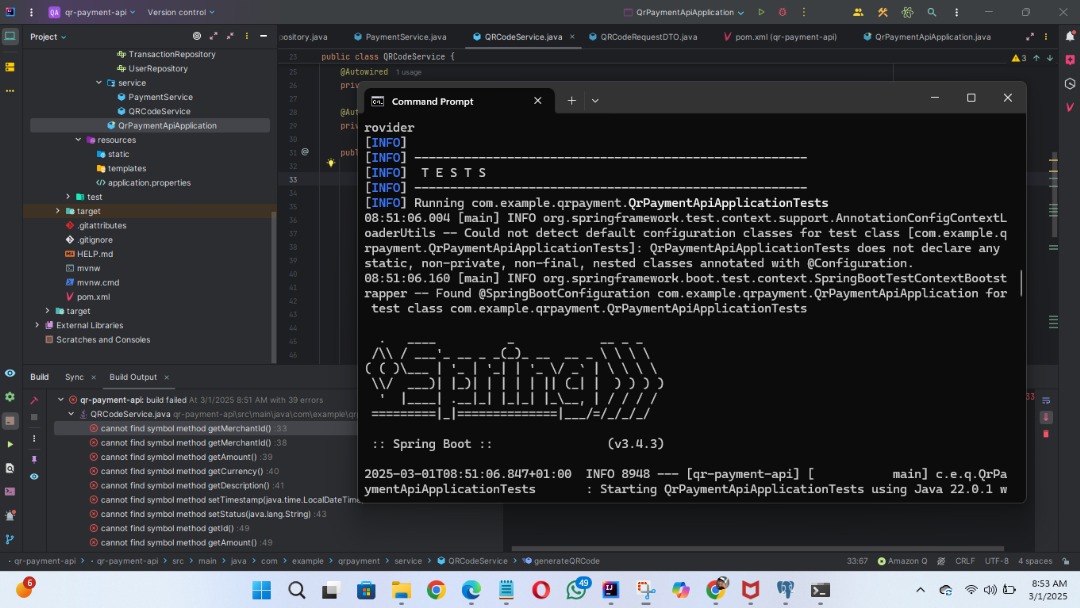 QA qr-payment-api
Version control
QrPaymentApiApplication
Project
pository.java
PaymentService.java
QRCodeService.java
QRCodeRequestDTO.java
pom.xml (qr-payment-api)
QrPaymentApiApplication.java
TransactionRepository
UserRepository
service
PaymentService
QRCodeService
QrPaymentApiApplication
resources
static
templates
application.properties
test
target
.gitattributes
.gitignore
HELP.md
mvnw
mvnw.cmd
pom.xml
target
External Libraries
Scratches and Consoles
23 public class QRCodeService {
25 @Autowired 1 usage
26 priv
27
28 @Aut
29 priv
30
31 @ publ
32
33
34
35
36
37
38
39
40
41
42
43
44
45
46
3
Command Prompt
rovider
[INFO]
[INFO] -------------------------------------------------------
[INFO]  T E S T S
[INFO] -------------------------------------------------------
[INFO] Running com.example.qrpayment.QrPaymentApiApplicationTests
08:51:06.004 [main] INFO org.springframework.test.context.support.AnnotationConfigContextL
oaderUtils -- Could not detect default configuration classes for test class [com.example.q
rpayment.QrPaymentApiApplicationTests]: QrPaymentApiApplicationTests does not declare any
static, non-private, non-final, nested classes annotated with @Configuration.
08:51:06.160 [main] INFO org.springframework.boot.test.context.SpringBootTestContextBootst
rapper -- Found @SpringBootConfiguration com.example.qrpayment.QrPaymentApiApplication for
 test class com.example.qrpayment.QrPaymentApiApplicationTests
:: Spring Boot :: (v3.4.3)
2025-03-01T08:51:06.847+01:00  INFO 8948 --- [qr-payment-api] [           main] c.e.q.QrPa
ymentApiApplicationTests       : Starting QrPaymentApiApplicationTests using Java 22.0.1 w
Build
Sync
Build Output
qr-payment-api: build failed At 3/1/2025 8:51 AM with 39 errors
QRCodeService.java qr-payment-api\src\main\java\com\example\qr
cannot find symbol method getMerchantId() :33
cannot find symbol method getMerchantId() :38
cannot find symbol method getAmount() :39
cannot find symbol method getCurrency() :40
cannot find symbol method getDescription() :41
cannot find symbol method setTimestamp(java.time.LocalDateTime
cannot find symbol method setStatus(java.lang.String) :43
cannot find symbol method getId() :49
cannot find symbol method getAmount() :49
33
qr-payment-api > qr-payment-api > src > main > java > com > example > qrpayment > service > QRCodeService > generateQRCode
33:67
Amazon Q
CRLF
UTF-8
4 spaces
6
49
8:53 AM
3/1/2025